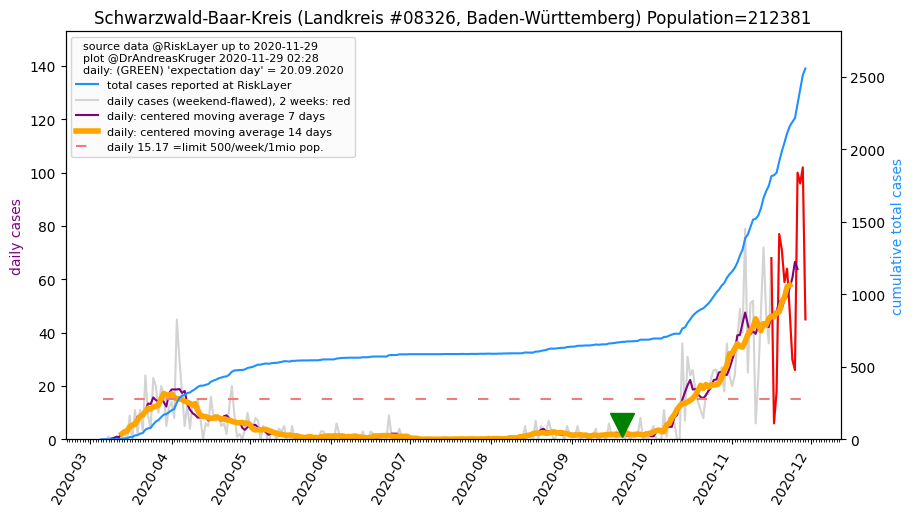 Schwarzwald-Baar-Kreis (Landkreis #08326, Baden-Württemberg) Population=212381
source data @RiskLayer up to 2020-11-29
plot @DrAndreasKruger 2020-11-29 02:28
daily: (GREEN) 'expectation day' = 20.09.2020
total cases reported at RiskLayer
daily cases (weekend-flawed), 2 weeks: red
daily: centered moving average 7 days
daily: centered moving average 14 days
daily 15.17 =limit 500/week/1mio pop.
daily cases
140
120
100
80
60
40
20
0
cumulative total cases
2500
2000
1500
1000
500
0
2020-03
2020-04
2020-05
2020-06
2020-07
2020-08
2020-09
2020-10
2020-11
2020-12